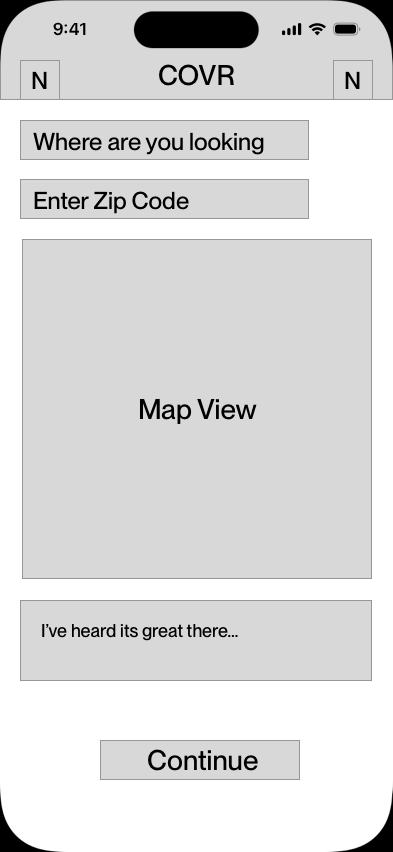 9:41
N
COVR
N
Where are you looking
Enter Zip Code
Map View
I've heard its great there...
Continue